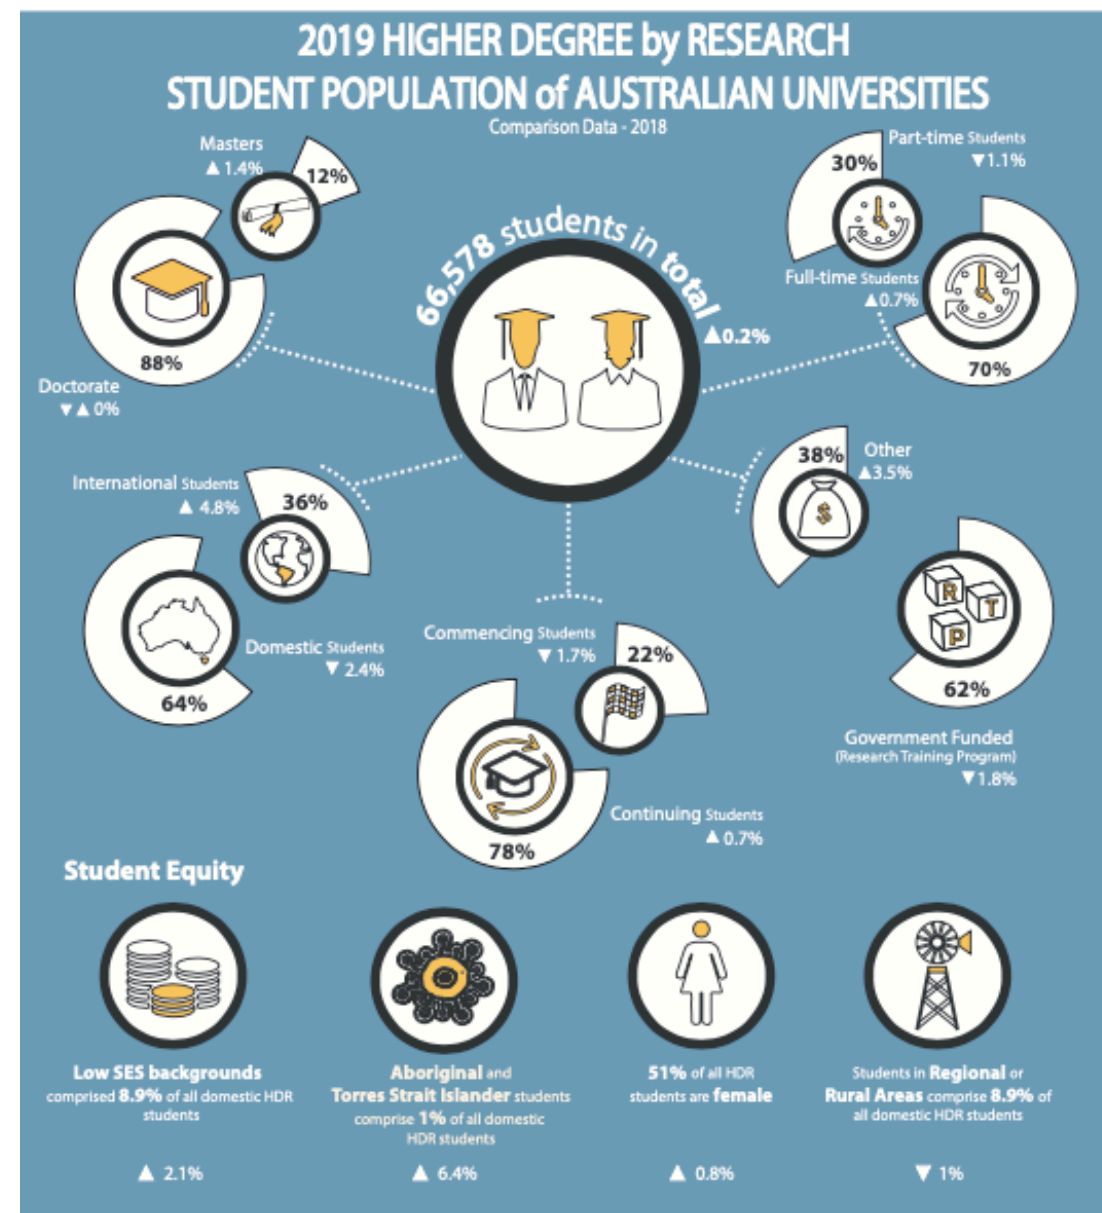 2019 HIGHER DEGREE by RESEARCH
STUDENT POPULATION of AUSTRALIAN UNIVERSITIES
Comparison Data - 2018
Masters
▲ 1.4%
12%
88%
Doctorate
▼▲ 0%
66,578 students in total
▲0.2%
Part-time Students
▼1.1%
30%
Full-time Students
▲0.7%
70%
International Students
▲ 4.8%
36%
Domestic Students
▼ 2.4%
64%
Other
▲3.5%
38%
$
R
T
P
62%
Government Funded
(Research Training Program)
▼1.8%
Commencing Students
▼ 1.7%
22%
Continuing Students
▲ 0.7%
78%
Student Equity
Low SES backgrounds
comprised 8.9% of all domestic HDR
students
▲ 2.1%
Aboriginal and
Torres Strait Islander students
comprise 1% of all domestic
HDR students
▲ 6.4%
51% of all HDR
students are female
▲ 0.8%
Students in Regional or
Rural Areas comprise 8.9% of
all domestic HDR students
▼ 1%